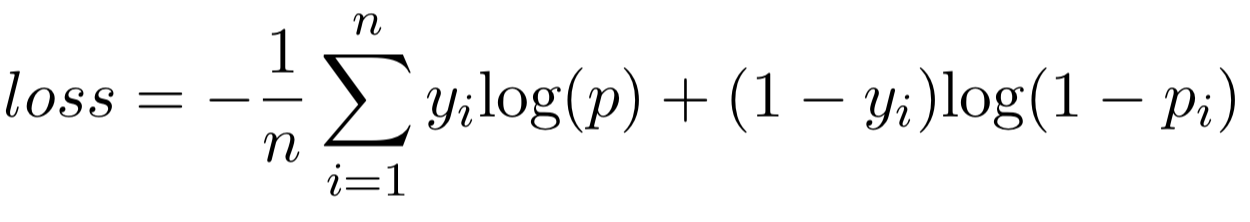 loss = -\frac{1}{n} \sum_{i=1}^{n} y_i \log(p) + (1 - y_i) \log(1 - p_i)